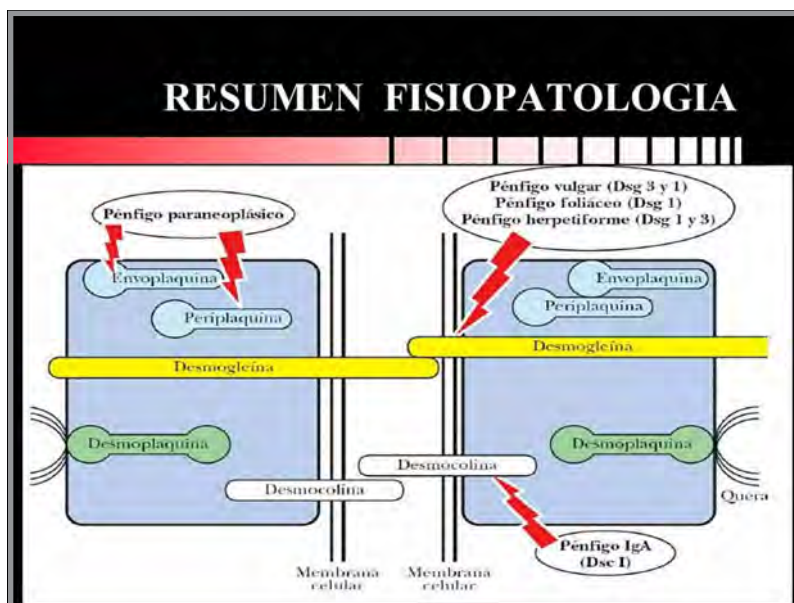 RESUMEN FISIOPATOLOGIA
Pénfigo paraneoplásico
Pénfigo vulgar (Dsg 3 y 1)
Pénfigo foliáceo (Dsg 1)
Pénfigo herpetiforme (Dsg 1 y 3)
Envoplaquina
Periplaquina
Envoplaquina
Periplaquina
Desmogleína
Desmogleína
Desmoplaquina
Desmoplaquina
Desmocolina
Desmocolina
Quera
Pénfigo IgA
(Dsc I)
Membrana
celular
Membrana
celular